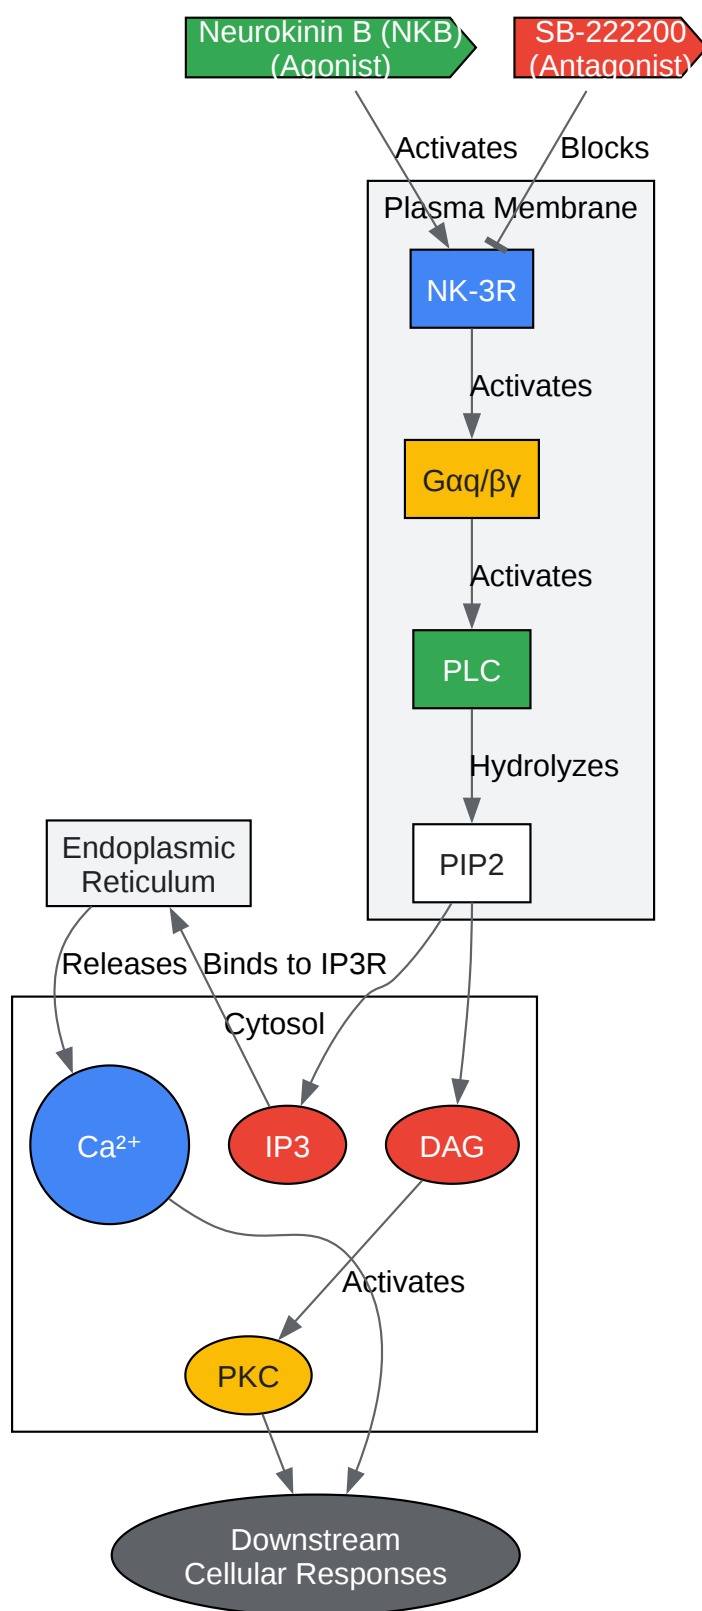 Neurokinin B (NKB)
(Agonist)
SB-222200
(Antagonist)
Activates
Blocks
Plasma Membrane
NK-3R
Activates
Gαq/βγ
Activates
PLC
Hydrolyzes
Endoplasmic
Reticulum
PIP2
Releases
Binds to IP3R
Cytosol
Ca²⁺
IP3
DAG
Activates
PKC
Downstream
Cellular Responses